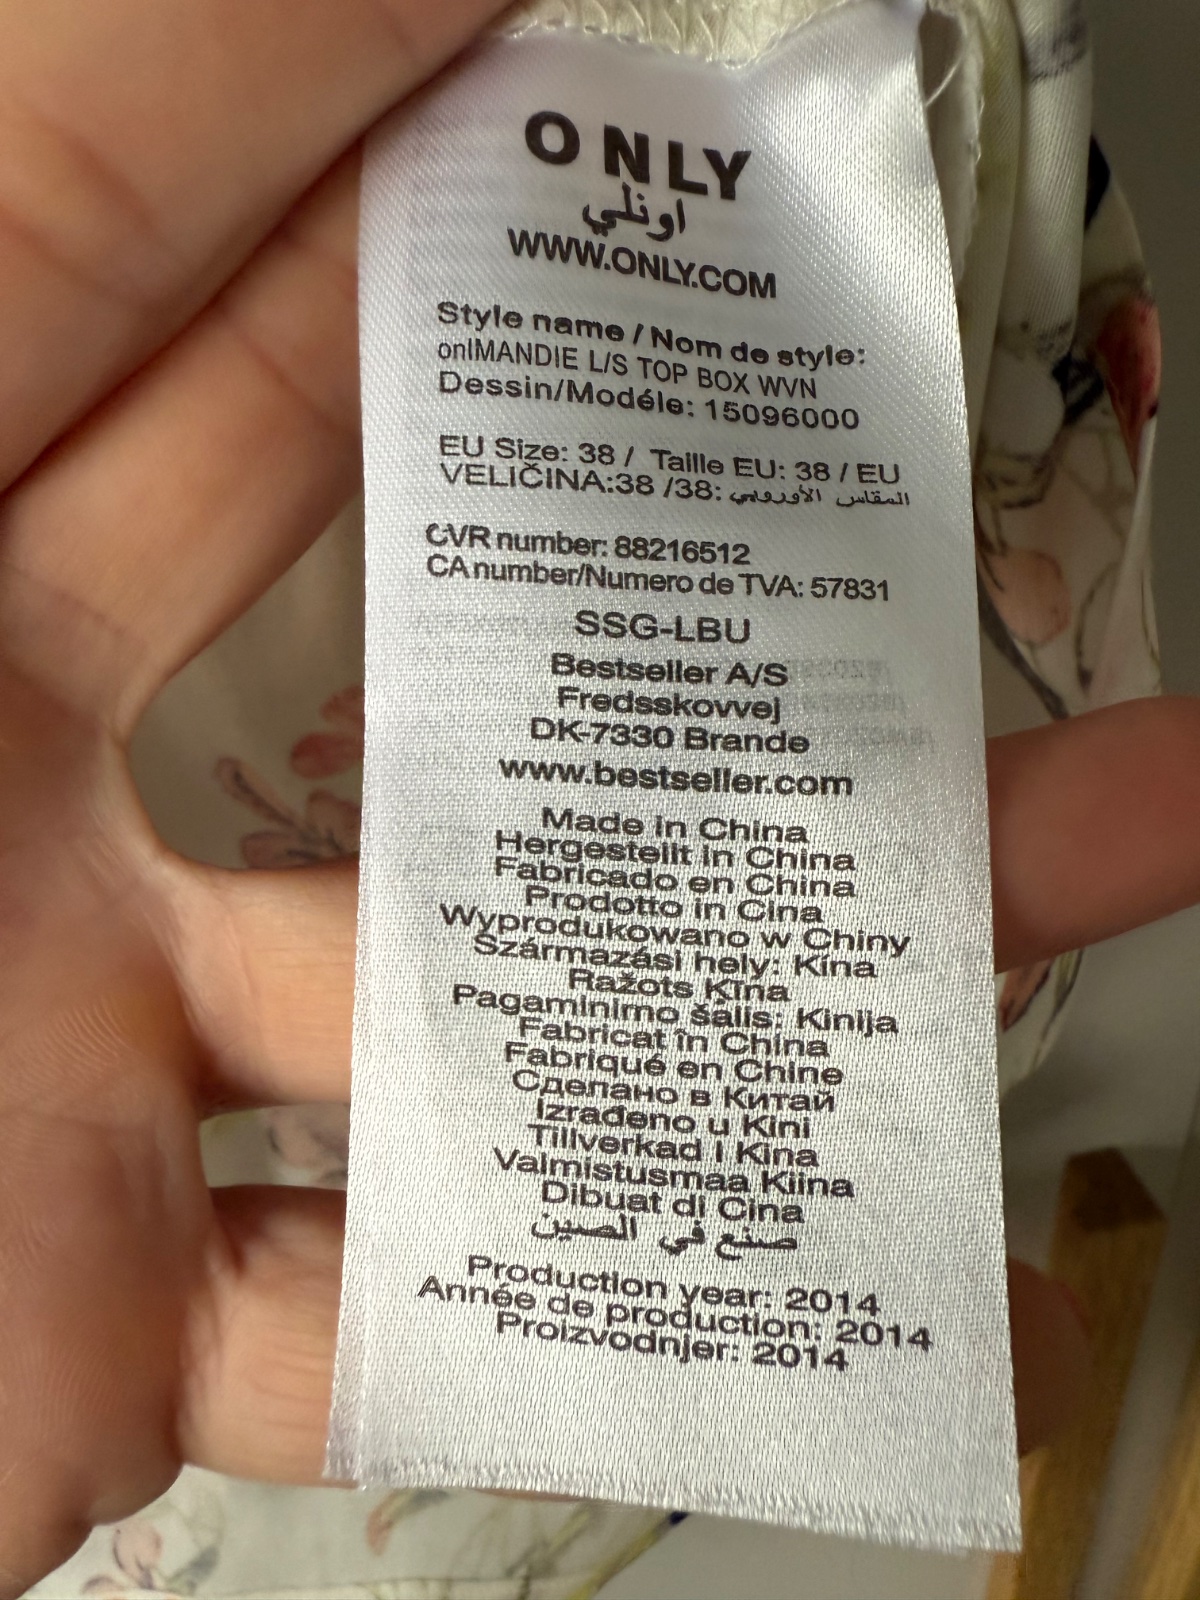 ONLY
اونلي
WWW.ONLY.COM
Style name / Nom de style:
onlMANDIE L/S TOP BOX WVN
Dessin/Modéle: 15096000
EU Size: 38 / Taille EU: 38 / EU
VELIČINA:38 /38: المقاس الأوروبي
CVR number: 88216512
CA number/Numero de TVA: 57831
SSG-LBU
Bestseller A/S
Fredsskovvej
DK-7330 Brande
www.bestseller.com
Made in China
Hergestellt in China
Fabricado en China
Prodotto in Cina
Wyprodukowano w Chiny
Származási hely: Kína
Ražots Ķīna
Pagaminimo šalis: Kinija
Fabricat în China
Fabriqué en Chine
Сделано в Китай
Izrađeno u Kini
Tillverkad i Kina
Valmistusmaa Kiina
Dibuat di Cina
صنع في الصين
Production year: 2014
Année de production: 2014
Proizvodnjer: 2014